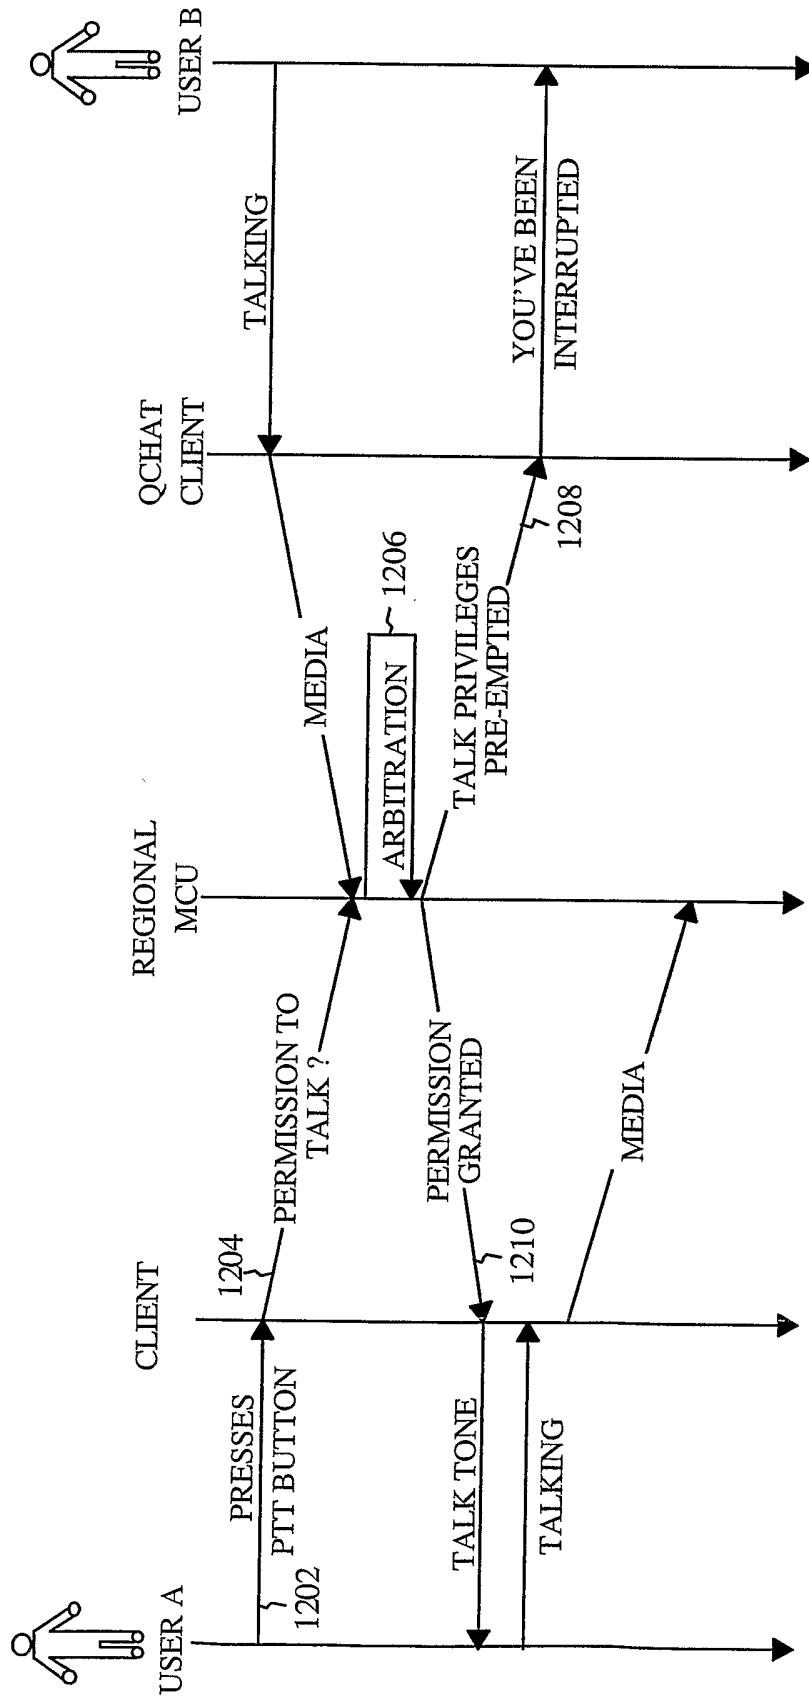 USER A
CLIENT
REGIONAL
MCU
QCHAT
CLIENT
USER B
PRESSES
PTT BUTTON
1202
1204
PERMISSION TO
TALK ?
MEDIA
TALKING
ARBITRATION
1206
PERMISSION
GRANTED
1210
TALK PRIVILEGES
PRE-EMPTED
1208
YOU'VE BEEN
INTERRUPTED
TALK TONE
TALKING
MEDIA